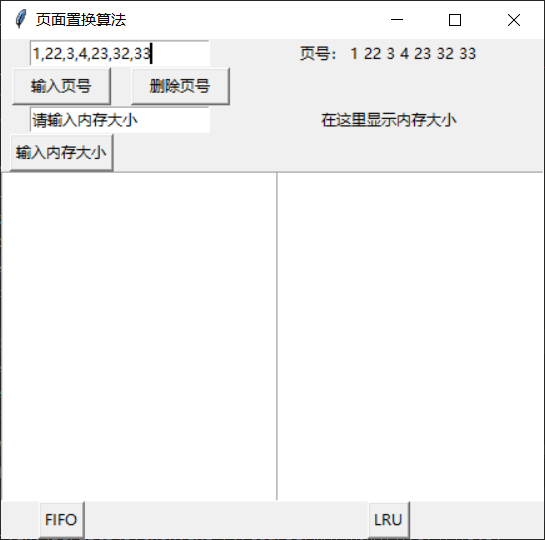 页面置换算法
1,22,3,4,23,32,33
页号： 1 22 3 4 23 32 33
输入页号 删除页号
请输入内存大小
在这里显示内存大小
输入内存大小
FIFO LRU